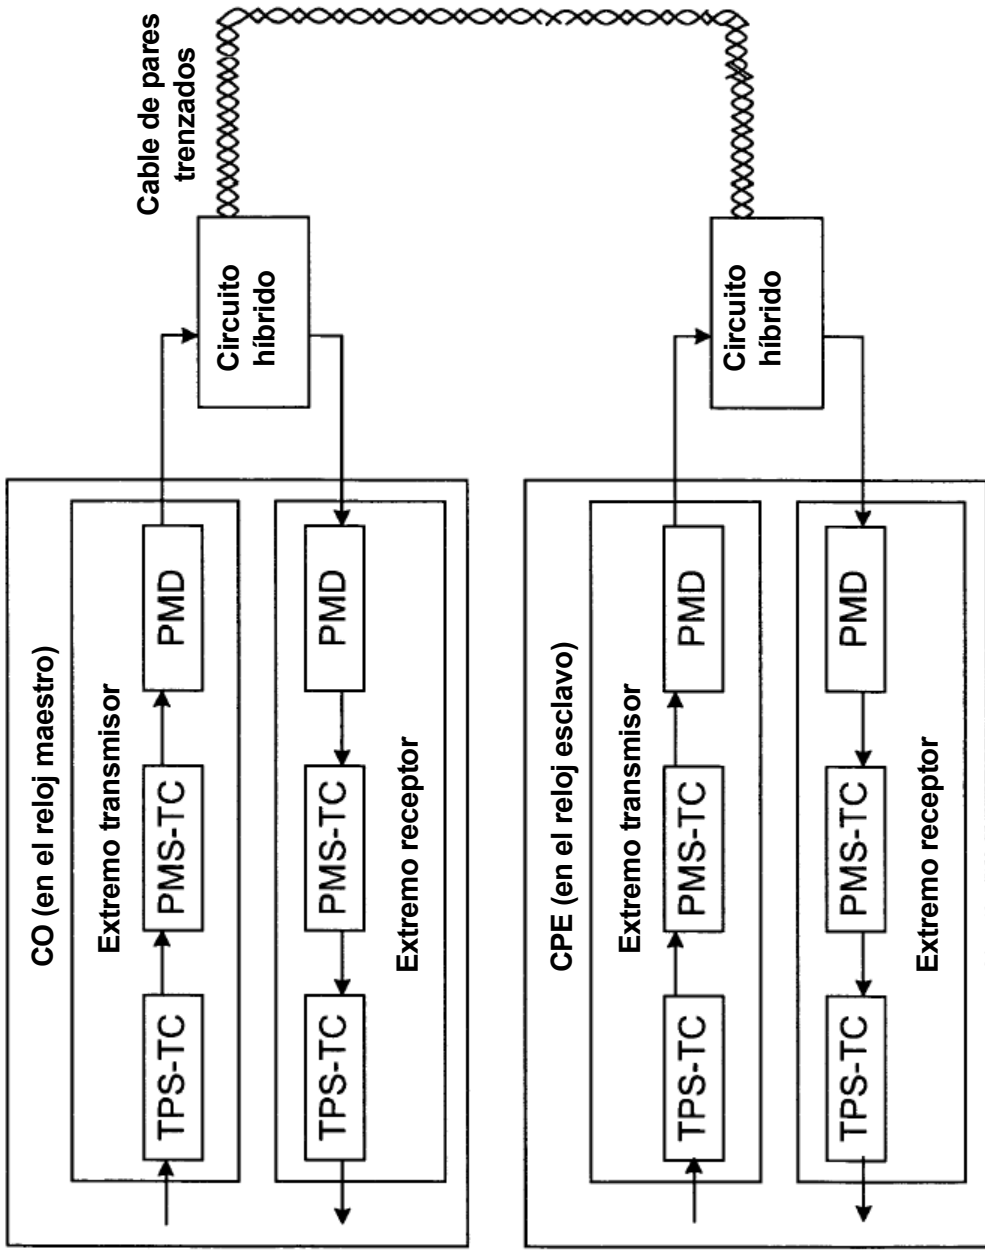 Cable de pares
trenzados
CO (en el reloj maestro)
Extremo transmisor
TPS-TC
PMS-TC
PMD
Circuito
híbrido
TPS-TC
PMS-TC
PMD
Extremo receptor
CPE (en el reloj esclavo)
Extremo transmisor
TPS-TC
PMS-TC
PMD
Circuito
híbrido
TPS-TC
PMS-TC
PMD
Extremo receptor